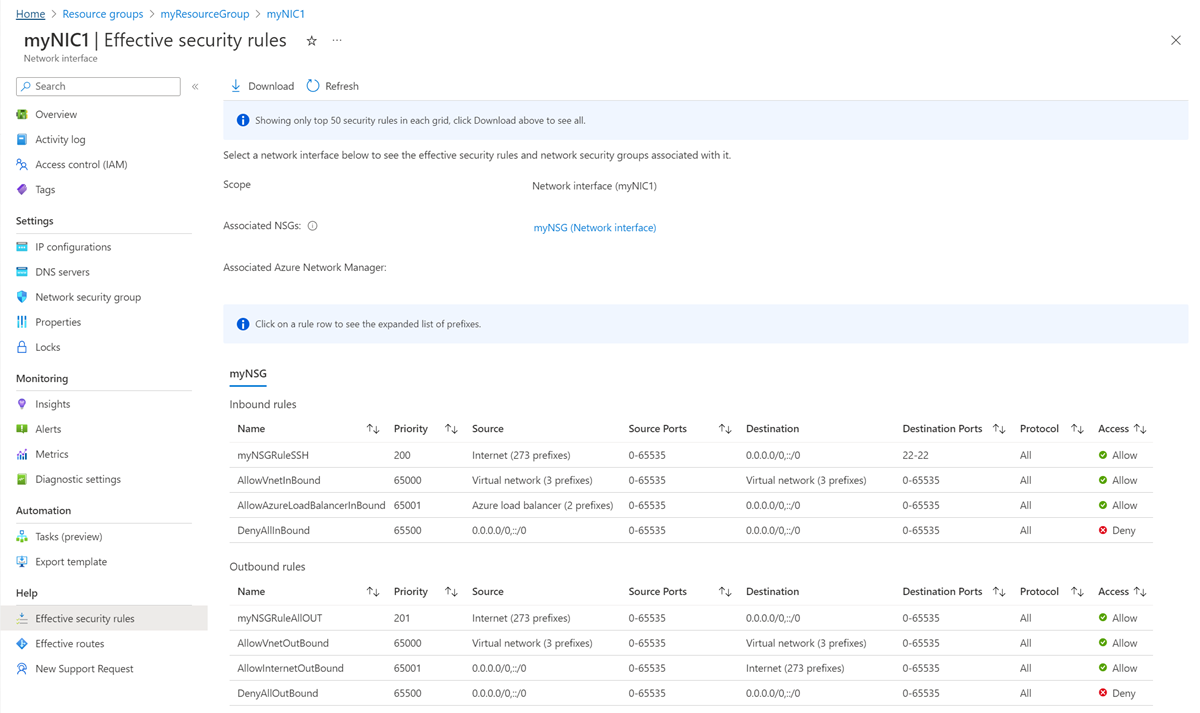 Home > Resource groups > myResourceGroup > myNIC1
myNIC1 | Effective security rules ☆ ···
Network interface
Search «
Download Refresh
Overview
Activity log
Access control (IAM)
Tags
Settings
IP configurations
DNS servers
Network security group
Properties
Locks
Monitoring
Insights
Alerts
Metrics
Diagnostic settings
Automation
Tasks (preview)
Export template
Help
Effective security rules
Effective routes
New Support Request
Showing only top 50 security rules in each grid, click Download above to see all.
Select a network interface below to see the effective security rules and network security groups associated with it.
Scope Network interface (myNIC1)
Associated NSGs: myNSG (Network interface)
Associated Azure Network Manager:
Click on a rule row to see the expanded list of prefixes.
myNSG
Inbound rules
Name ↑↓ Priority ↑↓ Source Source Ports ↑↓ Destination Destination Ports ↑↓ Protocol ↑↓ Access ↑↓
myNSGRuleSSH 200 Internet (273 prefixes) 0-65535 0.0.0.0/0,::/0 22-22 All Allow
AllowVnetInBound 65000 Virtual network (3 prefixes) 0-65535 Virtual network (3 prefixes) 0-65535 All Allow
AllowAzureLoadBalancerInBound 65001 Azure load balancer (2 prefixes) 0-65535 0.0.0.0/0,::/0 0-65535 All Allow
DenyAllInBound 65500 0.0.0.0/0,::/0 0-65535 0.0.0.0/0,::/0 0-65535 All Deny
Outbound rules
Name ↑↓ Priority ↑↓ Source Source Ports ↑↓ Destination Destination Ports ↑↓ Protocol ↑↓ Access ↑↓
myNSGRuleAllOUT 201 Internet (273 prefixes) 0-65535 0.0.0.0/0,::/0 0-65535 All Allow
AllowVnetOutBound 65000 Virtual network (3 prefixes) 0-65535 Virtual network (3 prefixes) 0-65535 All Allow
AllowInternetOutBound 65001 0.0.0.0/0,::/0 0-65535 Internet (273 prefixes) 0-65535 All Allow
DenyAllOutBound 65500 0.0.0.0/0,::/0 0-65535 0.0.0.0/0,::/0 0-65535 All Deny